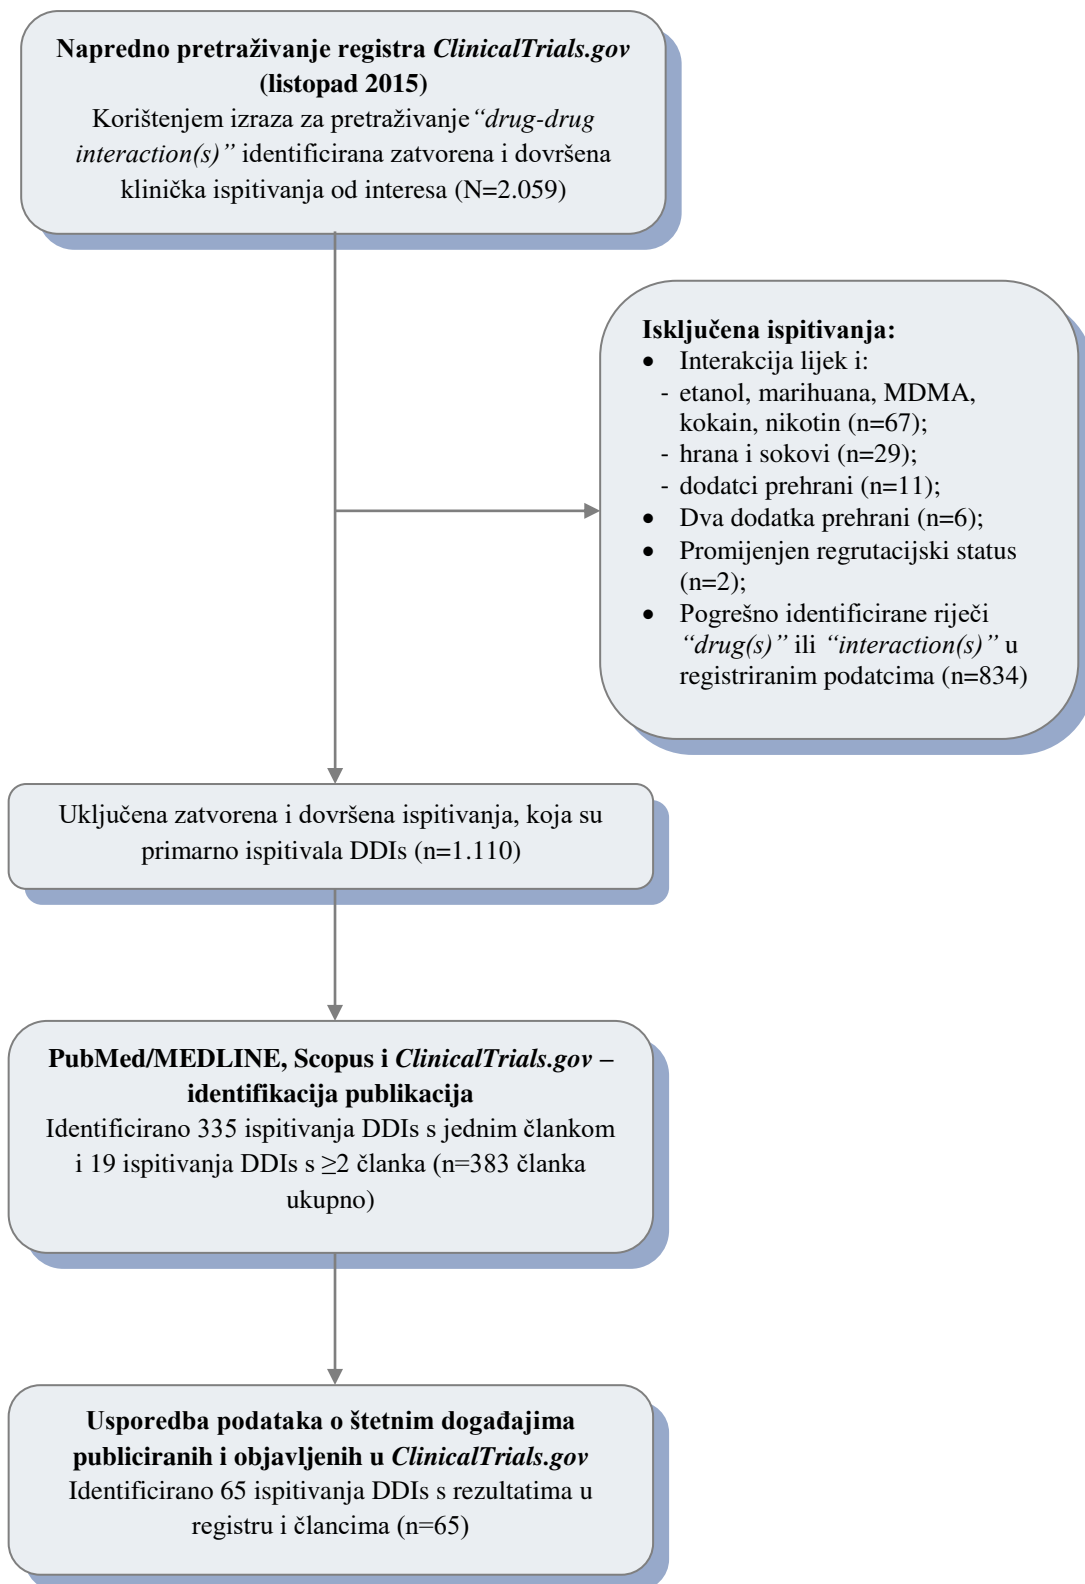 Napredno pretraživanje registra ClinicalTrials.gov
(listopad 2015)
Korištenjem izraza za pretraživanje “drug-drug
interaction(s)” identificirana zatvorena i dovršena
klinička ispitivanja od interesa (N=2.059)
Isključena ispitivanja:
• Interakcija lijek i:
- etanol, marihuana, MDMA,
kokain, nikotin (n=67);
- hrana i sokovi (n=29);
- dodatci prehrani (n=11);
• Dva dodatka prehrani (n=6);
• Promijenjen regrutacijski status
(n=2);
• Pogrešno identificirane riječi
“drug(s)” ili “interaction(s)” u
registriranim podatcima (n=834)
Uključena zatvorena i dovršena ispitivanja, koja su
primarno ispitivala DDIs (n=1.110)
PubMed/MEDLINE, Scopus i ClinicalTrials.gov –
identifikacija publikacija
Identificirano 335 ispitivanja DDIs s jednim člankom
i 19 ispitivanja DDIs s ≥2 članka (n=383 članka
ukupno)
Usporedba podataka o štetnim događajima
publiciranih i objavljenih u ClinicalTrials.gov
Identificirano 65 ispitivanja DDIs s rezultatima u
registru i člancima (n=65)